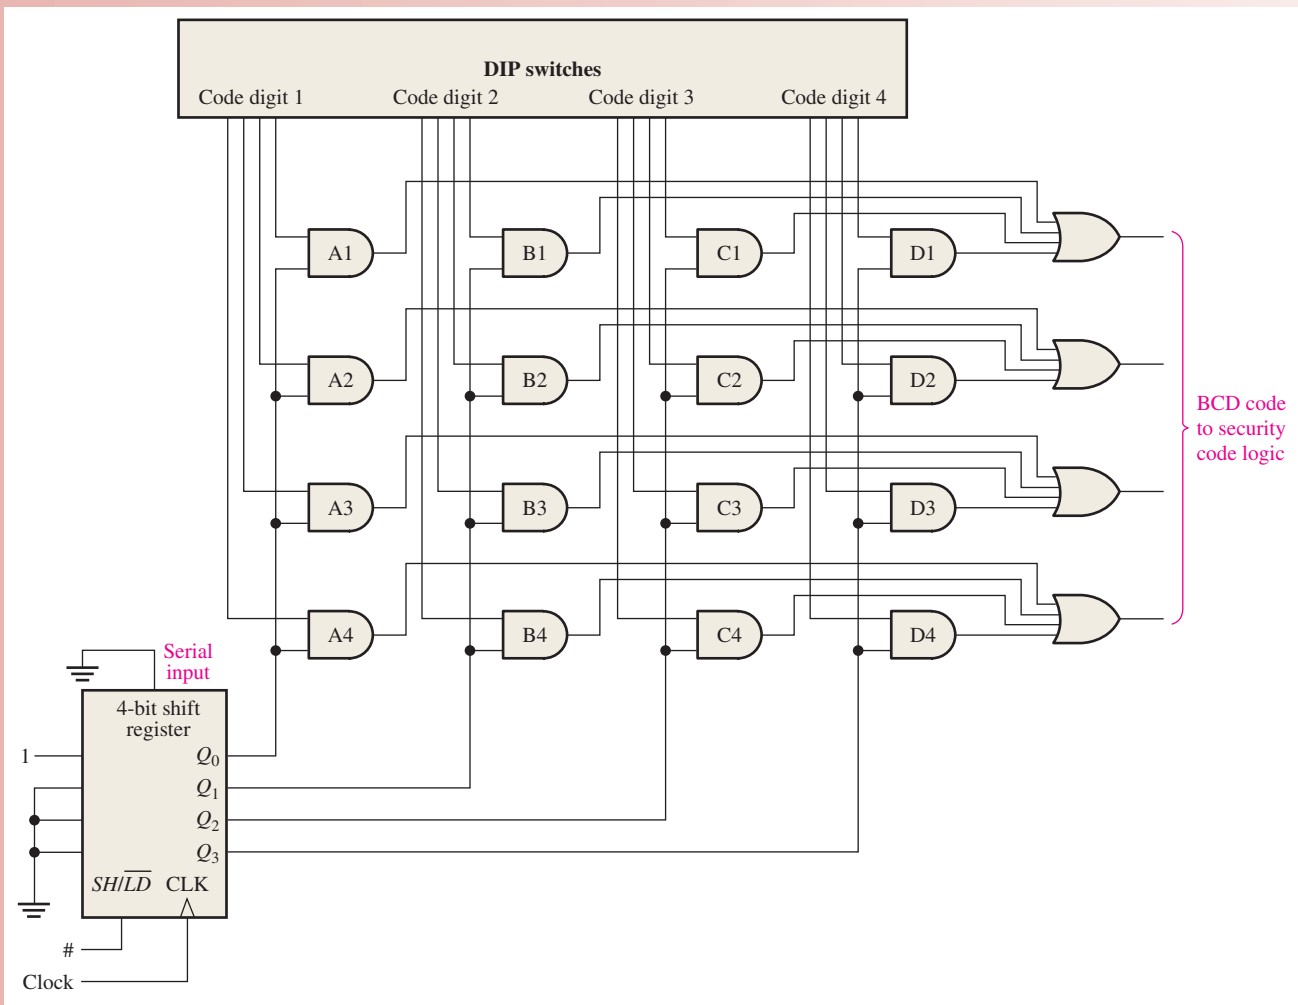 DIP switches
Code digit 1 Code digit 2 Code digit 3 Code digit 4
A1 B1 C1 D1
A2 B2 C2 D2
BCD code
to security
code logic
A3 B3 C3 D3
A4 B4 C4 D4
Serial
input
4-bit shift
register
1 Q0
Q1
Q2
Q3
SH/L̅D̅ CLK
#
Clock